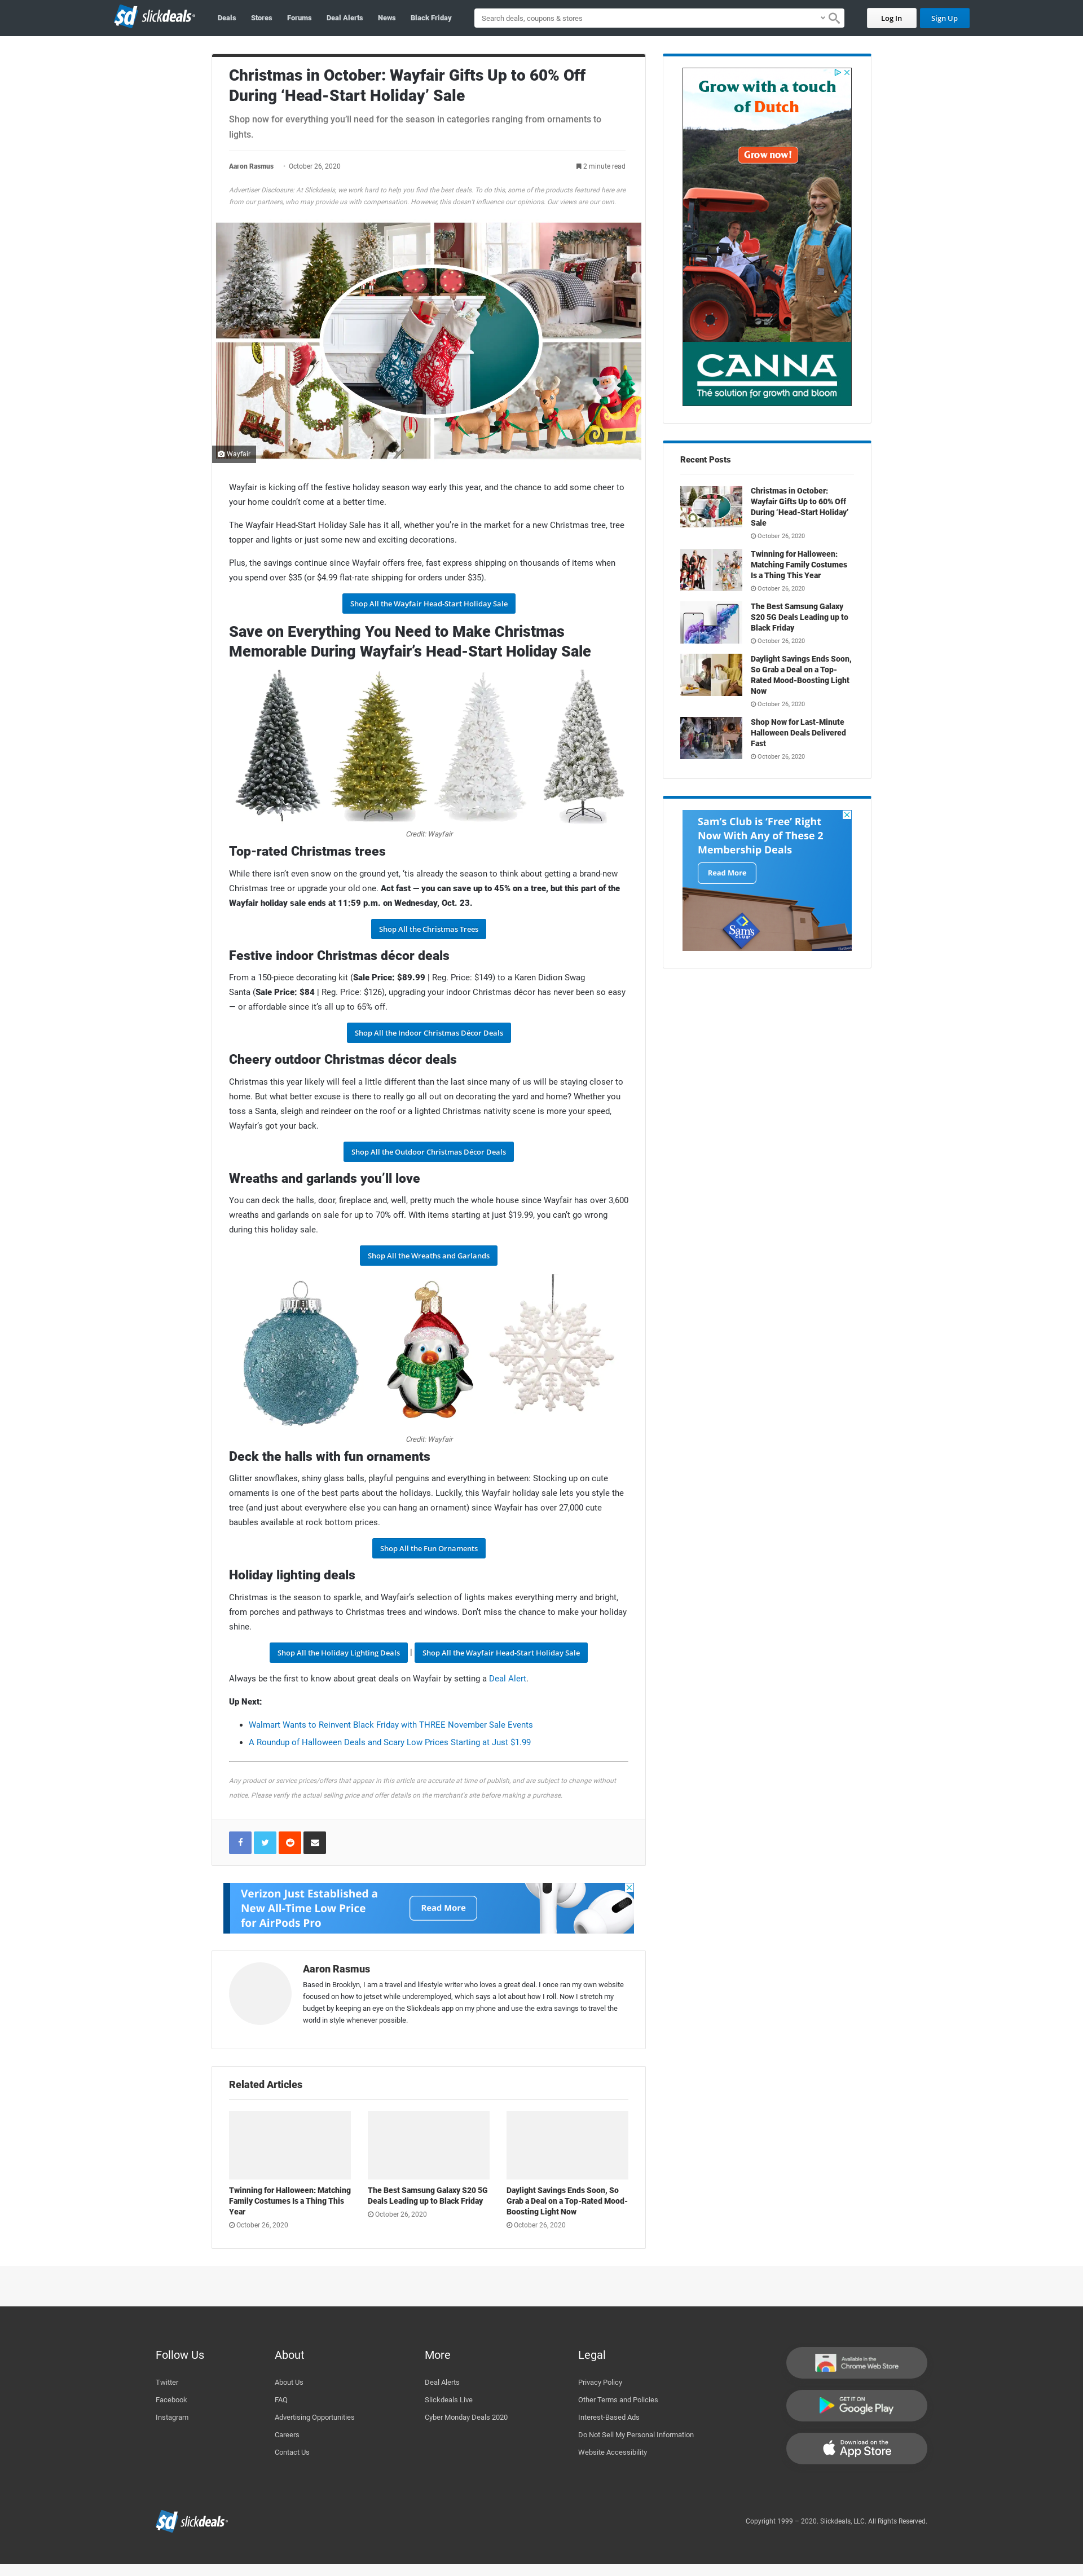 slickdeals
Deals
Stores
Forums
Deal Alerts
News
Black Friday
Search deals, coupons & stores
Log In
Sign Up
Christmas in October: Wayfair Gifts Up to 60% Off
During ‘Head-Start Holiday’ Sale
Shop now for everything you’ll need for the season in categories ranging from ornaments to
lights.
Aaron Rasmus · October 26, 2020
2 minute read
Advertiser Disclosure: At Slickdeals, we work hard to help you find the best deals. To do this, some of the products featured here are
from our partners, who may provide us with compensation. However, this doesn’t influence our opinions. Our views are our own.
Wayfair
Wayfair is kicking off the festive holiday season way early this year, and the chance to add some cheer to
your home couldn’t come at a better time.
The Wayfair Head-Start Holiday Sale has it all, whether you’re in the market for a new Christmas tree, tree
topper and lights or just some new and exciting decorations.
Plus, the savings continue since Wayfair offers free, fast express shipping on thousands of items when
you spend over $35 (or $4.99 flat-rate shipping for orders under $35).
Shop All the Wayfair Head-Start Holiday Sale
Save on Everything You Need to Make Christmas
Memorable During Wayfair’s Head-Start Holiday Sale
Credit: Wayfair
Top-rated Christmas trees
While there isn’t even snow on the ground yet, ’tis already the season to think about getting a brand-new
Christmas tree or upgrade your old one. Act fast — you can save up to 45% on a tree, but this part of the
Wayfair holiday sale ends at 11:59 p.m. on Wednesday, Oct. 23.
Shop All the Christmas Trees
Festive indoor Christmas décor deals
From a 150-piece decorating kit (Sale Price: $89.99 | Reg. Price: $149) to a Karen Didion Swag
Santa (Sale Price: $84 | Reg. Price: $126), upgrading your indoor Christmas décor has never been so easy
— or affordable since it’s all up to 65% off.
Shop All the Indoor Christmas Décor Deals
Cheery outdoor Christmas décor deals
Christmas this year likely will feel a little different than the last since many of us will be staying closer to
home. But what better excuse is there to really go all out on decorating the yard and home? Whether you
toss a Santa, sleigh and reindeer on the roof or a lighted Christmas nativity scene is more your speed,
Wayfair’s got your back.
Shop All the Outdoor Christmas Décor Deals
Wreaths and garlands you’ll love
You can deck the halls, door, fireplace and, well, pretty much the whole house since Wayfair has over 3,600
wreaths and garlands on sale for up to 70% off. With items starting at just $19.99, you can’t go wrong
during this holiday sale.
Shop All the Wreaths and Garlands
Credit: Wayfair
Deck the halls with fun ornaments
Glitter snowflakes, shiny glass balls, playful penguins and everything in between: Stocking up on cute
ornaments is one of the best parts about the holidays. Luckily, this Wayfair holiday sale lets you style the
tree (and just about everywhere else you can hang an ornament) since Wayfair has over 27,000 cute
baubles available at rock bottom prices.
Shop All the Fun Ornaments
Holiday lighting deals
Christmas is the season to sparkle, and Wayfair’s selection of lights makes everything merry and bright,
from porches and pathways to Christmas trees and windows. Don’t miss the chance to make your holiday
shine.
Shop All the Holiday Lighting Deals | Shop All the Wayfair Head-Start Holiday Sale
Always be the first to know about great deals on Wayfair by setting a Deal Alert.
Up Next:
Walmart Wants to Reinvent Black Friday with THREE November Sale Events
A Roundup of Halloween Deals and Scary Low Prices Starting at Just $1.99
Any product or service prices/offers that appear in this article are accurate at time of publish, and are subject to change without
notice. Please verify the actual selling price and offer details on the merchant's site before making a purchase.
Verizon Just Established a
New All-Time Low Price
for AirPods Pro
Read More
Aaron Rasmus
Based in Brooklyn, I am a travel and lifestyle writer who loves a great deal. I once ran my own website
focused on how to jetset while underemployed, which says a lot about how I roll. Now I stretch my
budget by keeping an eye on the Slickdeals app on my phone and use the extra savings to travel the
world in style whenever possible.
Related Articles
Twinning for Halloween: Matching
Family Costumes Is a Thing This
Year
October 26, 2020
The Best Samsung Galaxy S20 5G
Deals Leading up to Black Friday
October 26, 2020
Daylight Savings Ends Soon, So
Grab a Deal on a Top-Rated Mood-
Boosting Light Now
October 26, 2020
Grow with a touch
of Dutch
Grow now!
CANNA
The solution for growth and bloom
Recent Posts
Christmas in October:
Wayfair Gifts Up to 60% Off
During ‘Head-Start Holiday’
Sale
October 26, 2020
Twinning for Halloween:
Matching Family Costumes
Is a Thing This Year
October 26, 2020
The Best Samsung Galaxy
S20 5G Deals Leading up to
Black Friday
October 26, 2020
Daylight Savings Ends Soon,
So Grab a Deal on a Top-
Rated Mood-Boosting Light
Now
October 26, 2020
Shop Now for Last-Minute
Halloween Deals Delivered
Fast
October 26, 2020
Sam’s Club is ‘Free’ Right
Now With Any of These 2
Membership Deals
Read More
Sam's
CLUB
Follow Us
Twitter
Facebook
Instagram
About
About Us
FAQ
Advertising Opportunities
Careers
Contact Us
More
Deal Alerts
Slickdeals Live
Cyber Monday Deals 2020
Legal
Privacy Policy
Other Terms and Policies
Interest-Based Ads
Do Not Sell My Personal Information
Website Accessibility
Available in the
Chrome Web Store
GET IT ON
Google Play
Download on the
App Store
slickdeals
Copyright 1999 – 2020. Slickdeals, LLC. All Rights Reserved.